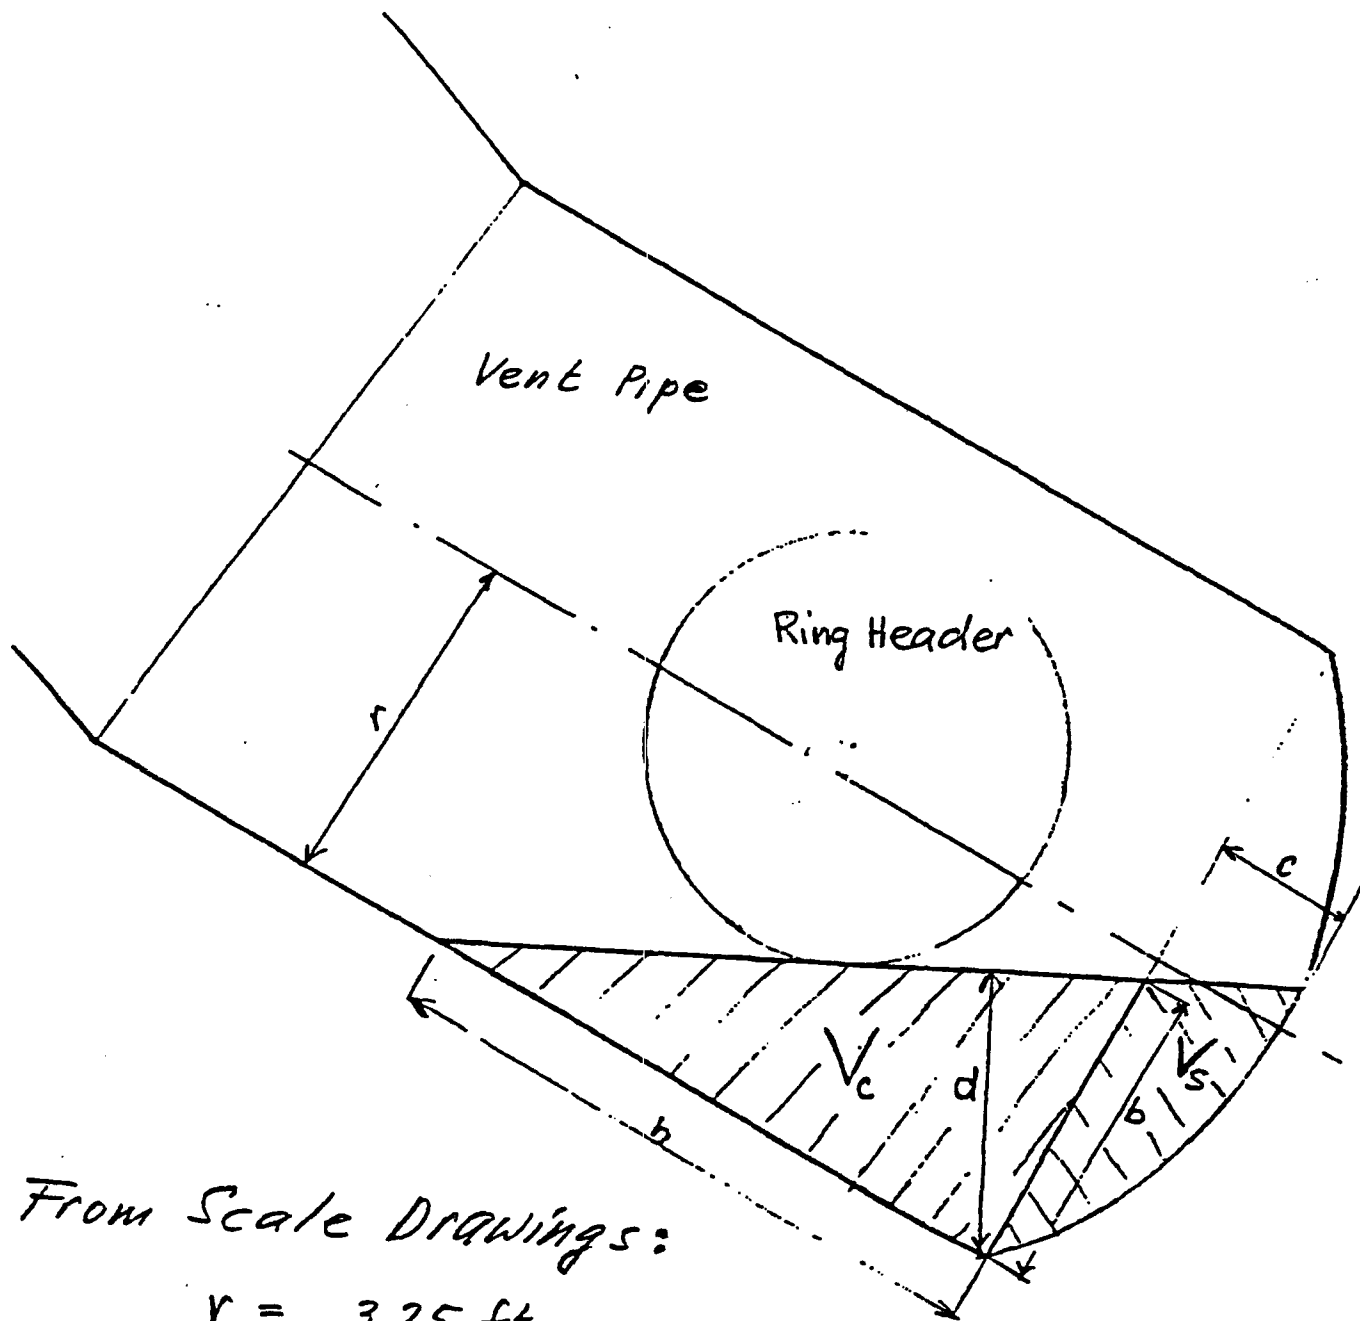 Vent Pipe
Ring Header
r
c
V_c
d
V_s
b
h
From Scale Drawings:
r = 3.25 ft